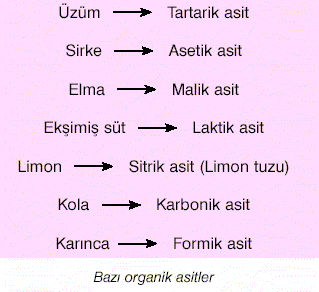 Üzüm → Tartarik asit
Sirke → Asetik asit
Elma → Malik asit
Ekşimiş süt → Laktik asit
Limon → Sitrik asit (Limon tuzu)
Kola → Karbonik asit
Karınca → Formik asit
Bazı organik asitler